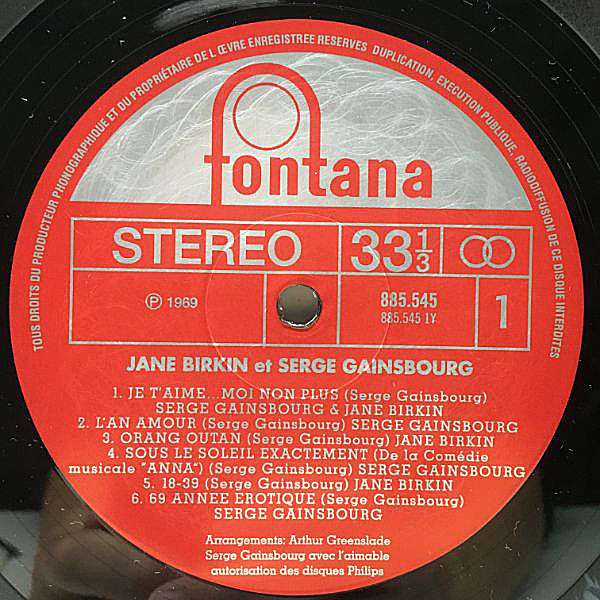 TOUS DROITS DU PRODUCTEUR PHONOGRAPHIQUE ET DU PROPRIÉTAIRE DE L'ŒVRE ENREGISTREE RESERVES DUPLICATION, EXECUTION PUBLIQUE, RADIODIFFUSION DE CE DISQUE INTERDITES
fontana
STEREO 33 1/3
℗ 1969 885.545 1
885.545 1Y
JANE BIRKIN et SERGE GAINSBOURG
1. JE T'AIME... MOI NON PLUS (Serge Gainsbourg)
SERGE GAINSBOURG & JANE BIRKIN
2. L'AN AMOUR (Serge Gainsbourg) SERGE GAINSBOURG
3. ORANG OUTAN (Serge Gainsbourg) JANE BIRKIN
4. SOUS LE SOLEIL EXACTEMENT (De la Comédie
musicale "ANNA") (Serge Gainsbourg) SERGE GAINSBOURG
5. 18-39 (Serge Gainsbourg) JANE BIRKIN
6. 69 ANNEE EROTIQUE (Serge Gainsbourg)
SERGE GAINSBOURG
Arrangements: Arthur Greenslade
Serge Gainsbourg avec l'aimable
autorisation des disques Philips